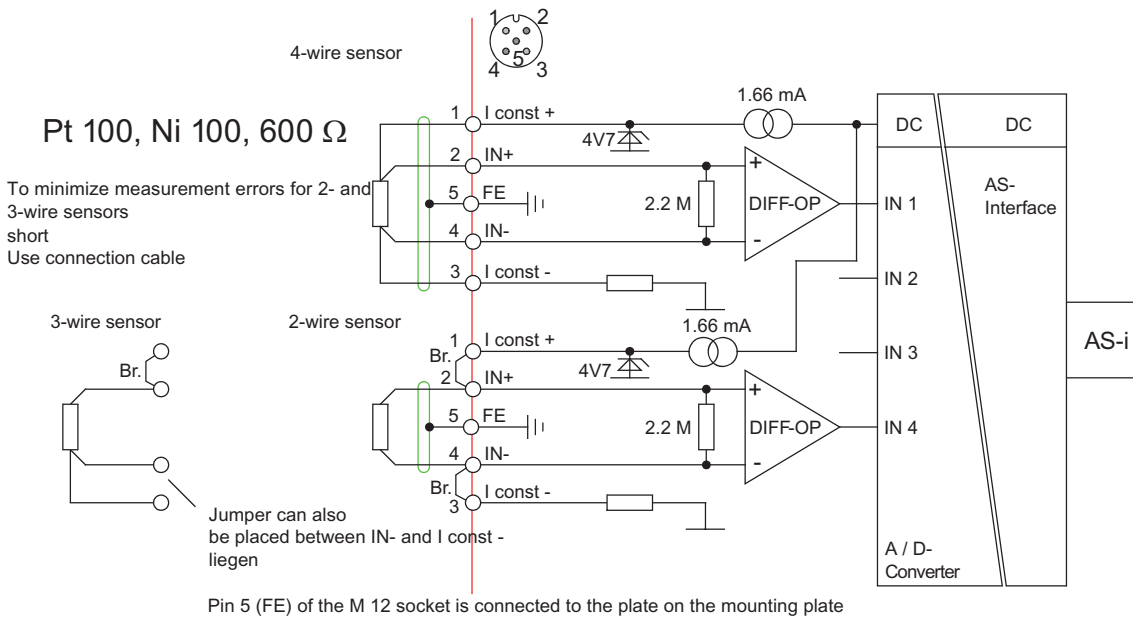 1 2
5
4 3
4-wire sensor
Pt 100, Ni 100, 600 Ω
To minimize measurement errors for 2- and
3-wire sensors
short
Use connection cable
1 I const +
2 IN+
5 FE
4 IN-
3 I const -
4V7
1.66 mA
2.2 M
+
DIFF-OP
-
DC
DC
IN 1
IN 2
IN 3
IN 4
AS-
Interface
A / D-
Converter
AS-i
3-wire sensor
Br.
Jumper can also
be placed between IN- and I const -
liegen
2-wire sensor
1 I const +
Br.
2 IN+
5 FE
4 IN-
Br.
3 I const -
4V7
1.66 mA
2.2 M
+
DIFF-OP
-
Pin 5 (FE) of the M 12 socket is connected to the plate on the mounting plate